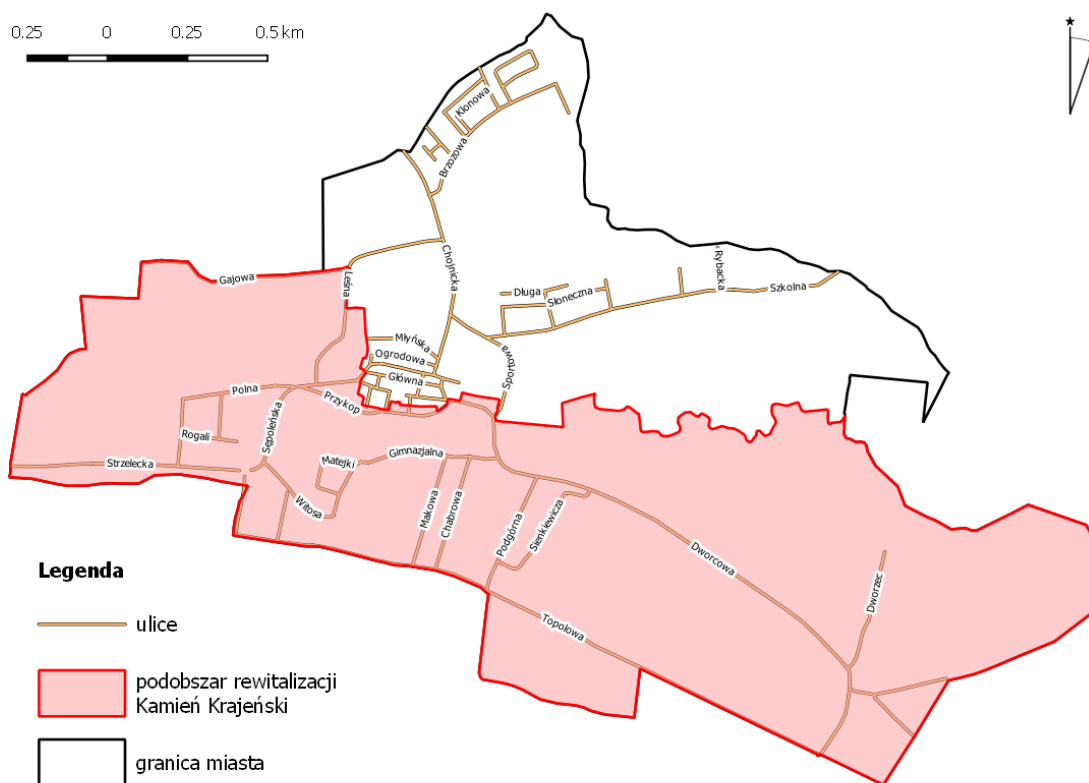 0.25 0 0.25 0.5 km
Klonowa
Brzozowa
Chojnicka
Rybacka
Gajowa
Leśna
Długa
Słoneczna
Szkolna
Młyńska
Ogrodowa
Sportowa
Główna
Polna
Przykop
Sępoleńska
Rogali
Strzelecka
Matejki
Gimnazjalna
Witosa
Makowa
Chabrowa
Podgórna
Sienkiewicza
Dworcowa
Dworzec
Topolowa
Legenda
ulice
podobszar rewitalizacji
Kamień Krajeński
granica miasta